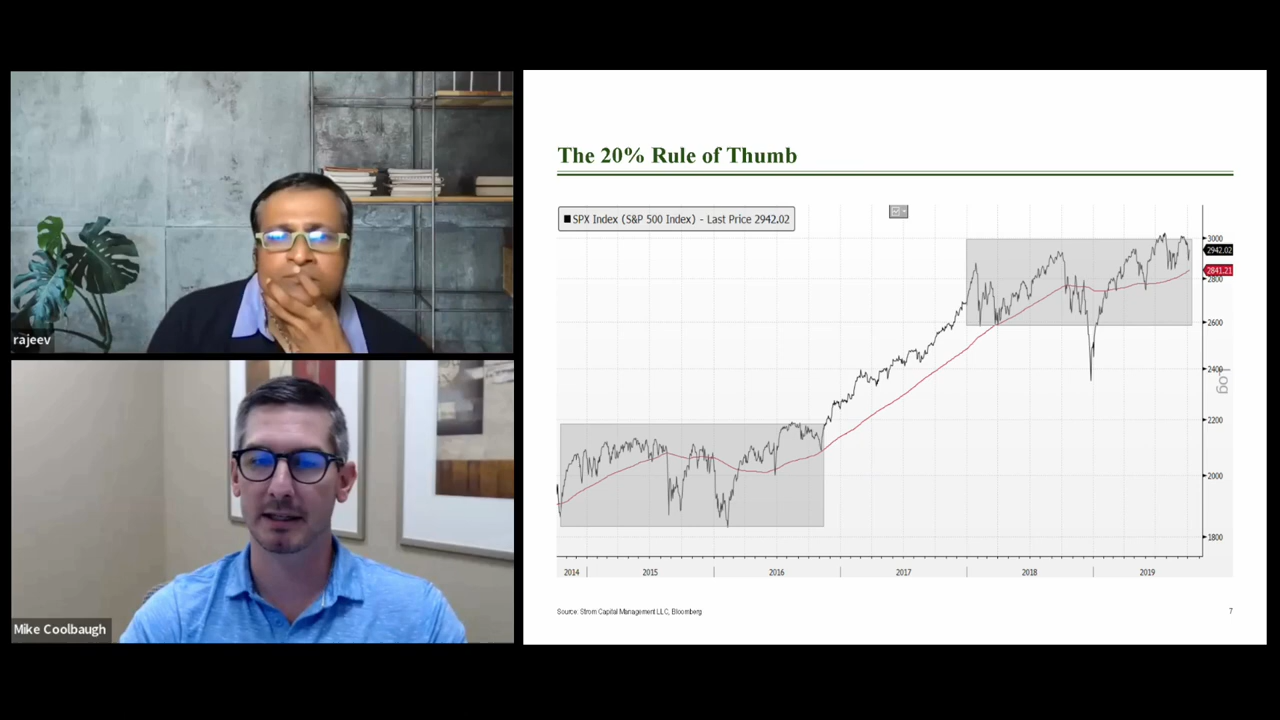 rajeev
Mike Coolbaugh
The 20% Rule of Thumb
SPX Index (S&P 500 Index) - Last Price 2942.02
3000
2942.02
2841.21
2800
2600
2400
Log
2200
2000
1800
2014 2015 2016 2017 2018 2019
Source: Strom Capital Management LLC, Bloomberg
7